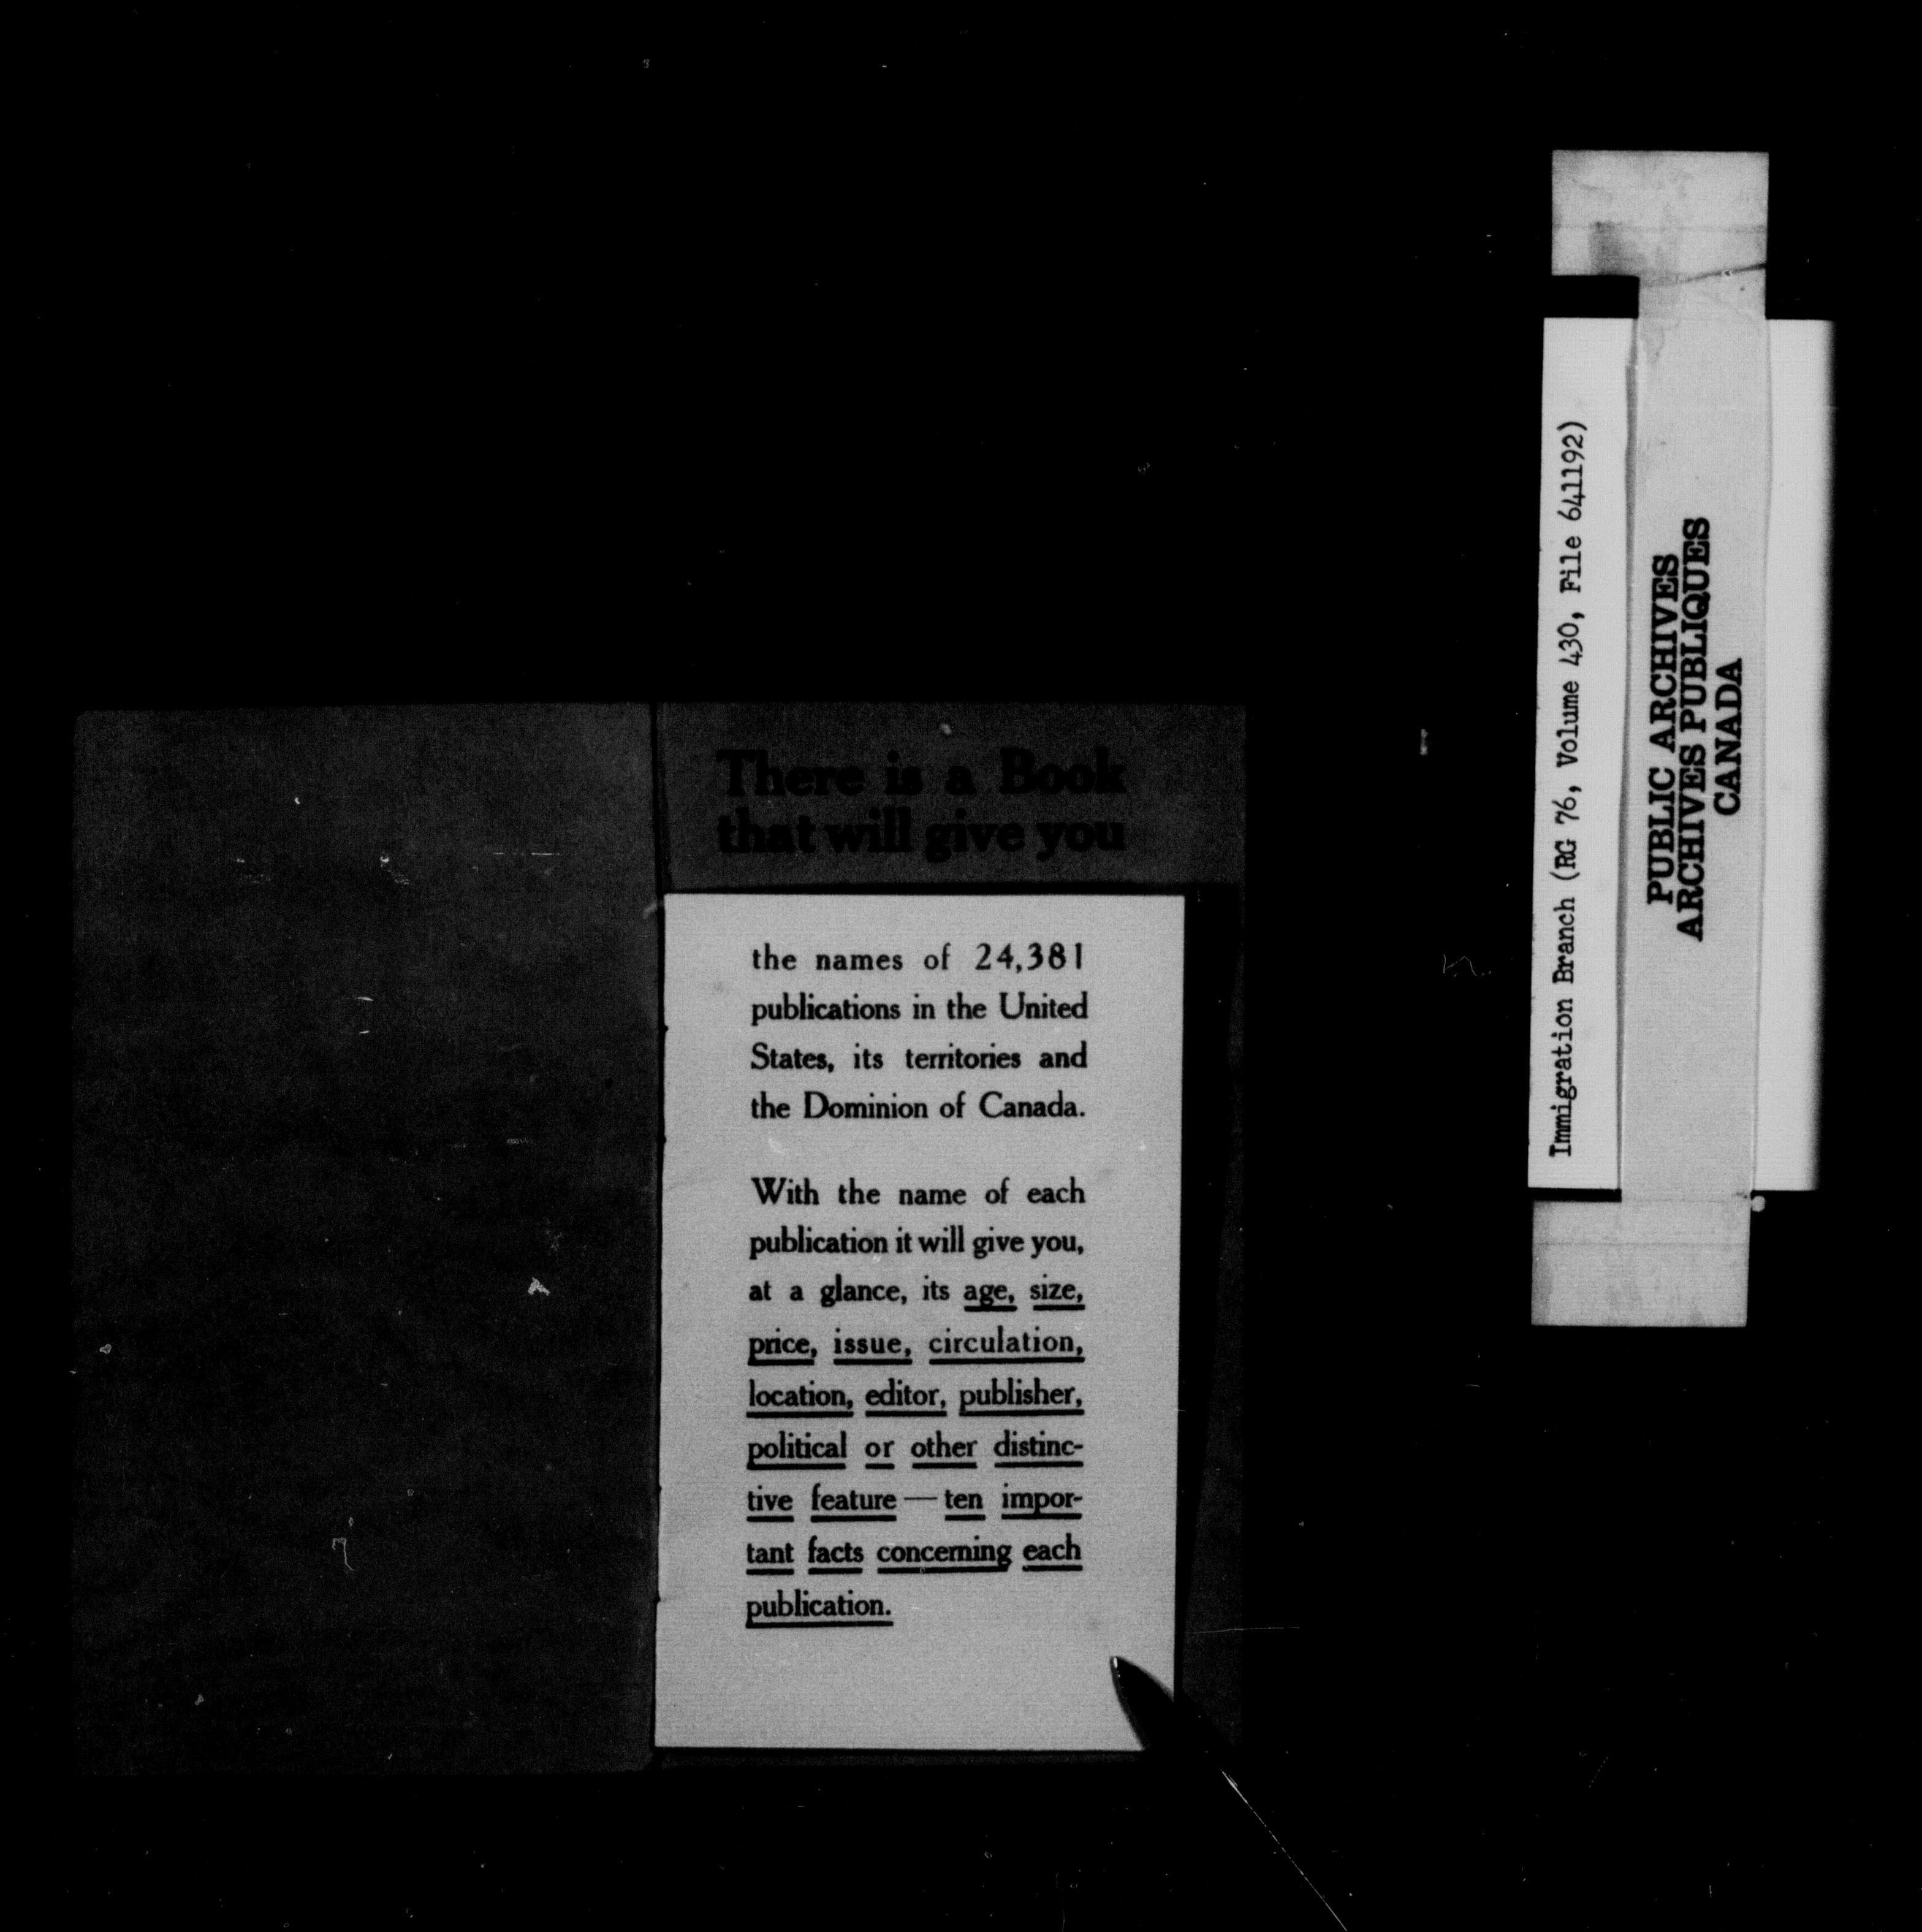 There is a Book
that will give you
the names of 24,381
publications in the United
States, its territories and
the Dominion of Canada.
With the name of each
publication it will give you,
at a glance, its age, size,
price, issue, circulation,
location, editor, publisher,
political or other distinc-
tive feature — ten impor-
tant facts concerning each
publication.
Immigration Branch (RG 76, Volume 430, File 641192)
PUBLIC ARCHIVES
ARCHIVES PUBLIQUES
CANADA